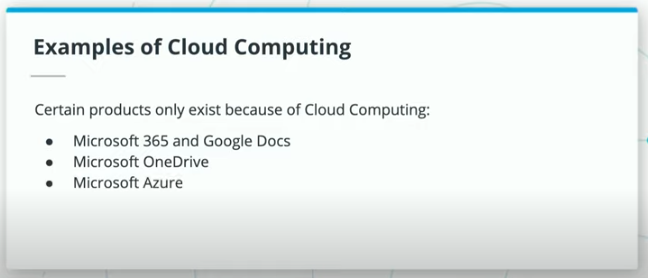 Examples of Cloud Computing
Certain products only exist because of Cloud Computing:
● Microsoft 365 and Google Docs
● Microsoft OneDrive
● Microsoft Azure